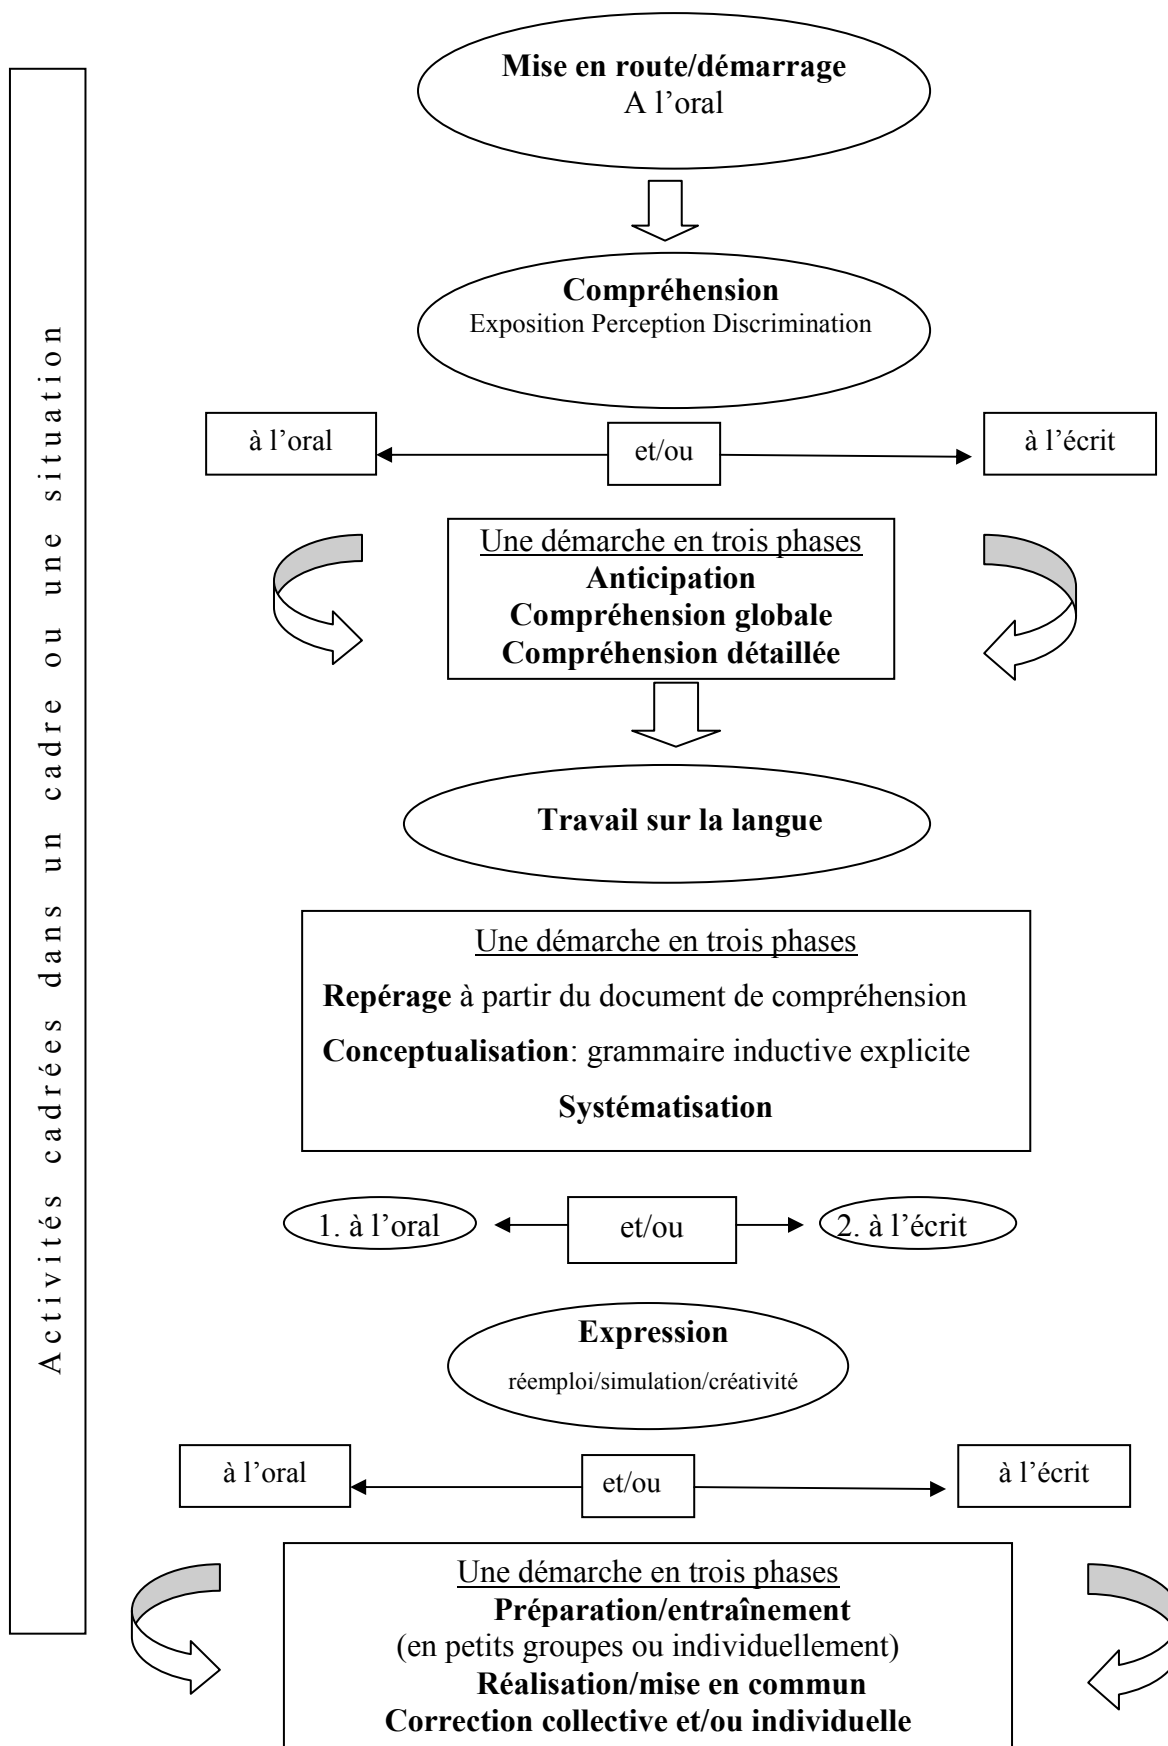 Mise en route/démarrage
A l’oral
Activités cadrées dans un cadre ou une situation
Compréhension
Exposition Perception Discrimination
à l’oral
et/ou
à l’écrit
Une démarche en trois phases
Anticipation
Compréhension globale
Compréhension détaillée
Travail sur la langue
Une démarche en trois phases
Repérage à partir du document de compréhension
Conceptualisation: grammaire inductive explicite
Systématisation
1. à l’oral
et/ou
2. à l’écrit
Expression
réemploi/simulation/créativité
à l’oral
et/ou
à l’écrit
Une démarche en trois phases
Préparation/entraînement
(en petits groupes ou individuellement)
Réalisation/mise en commun
Correction collective et/ou individuelle